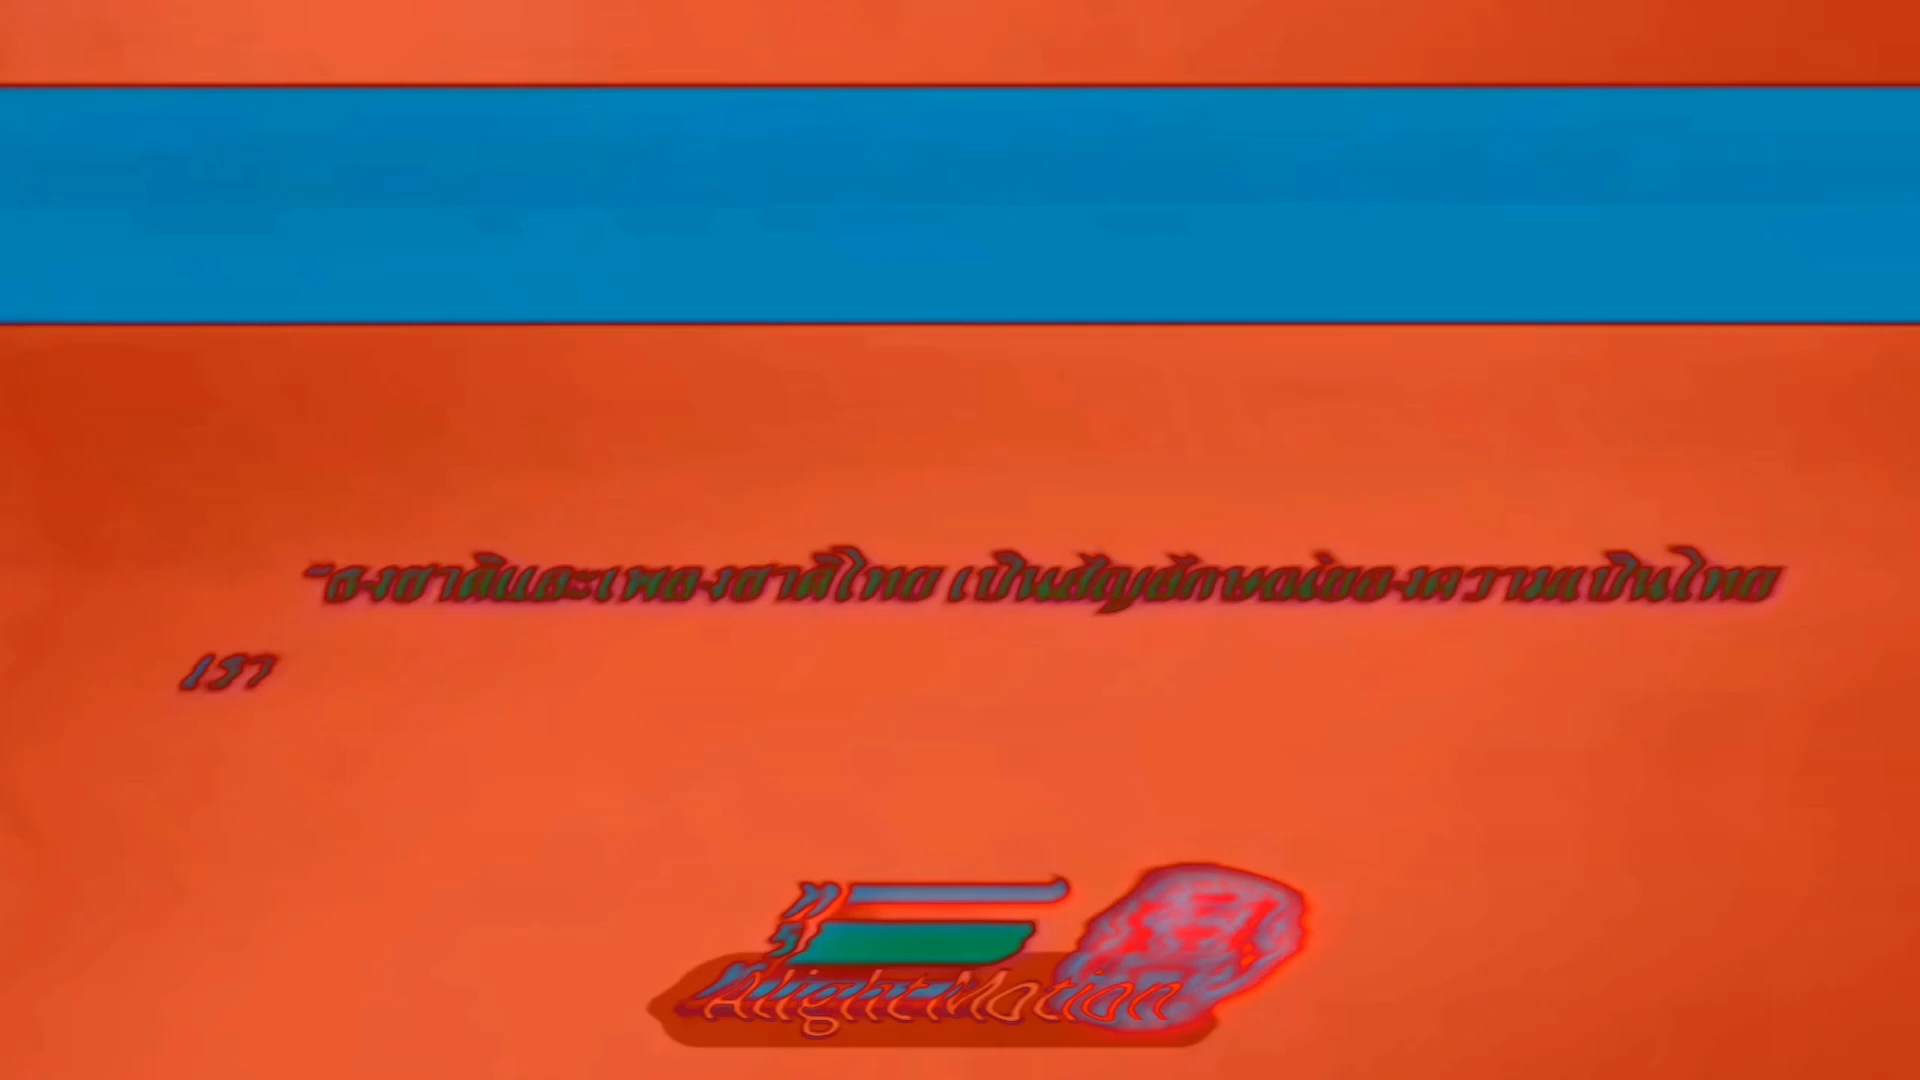 "ธงชาติและเพลงชาติไทย เป็นสัญลักษณ์ของความเป็นไทย
เรา
Alight Motion